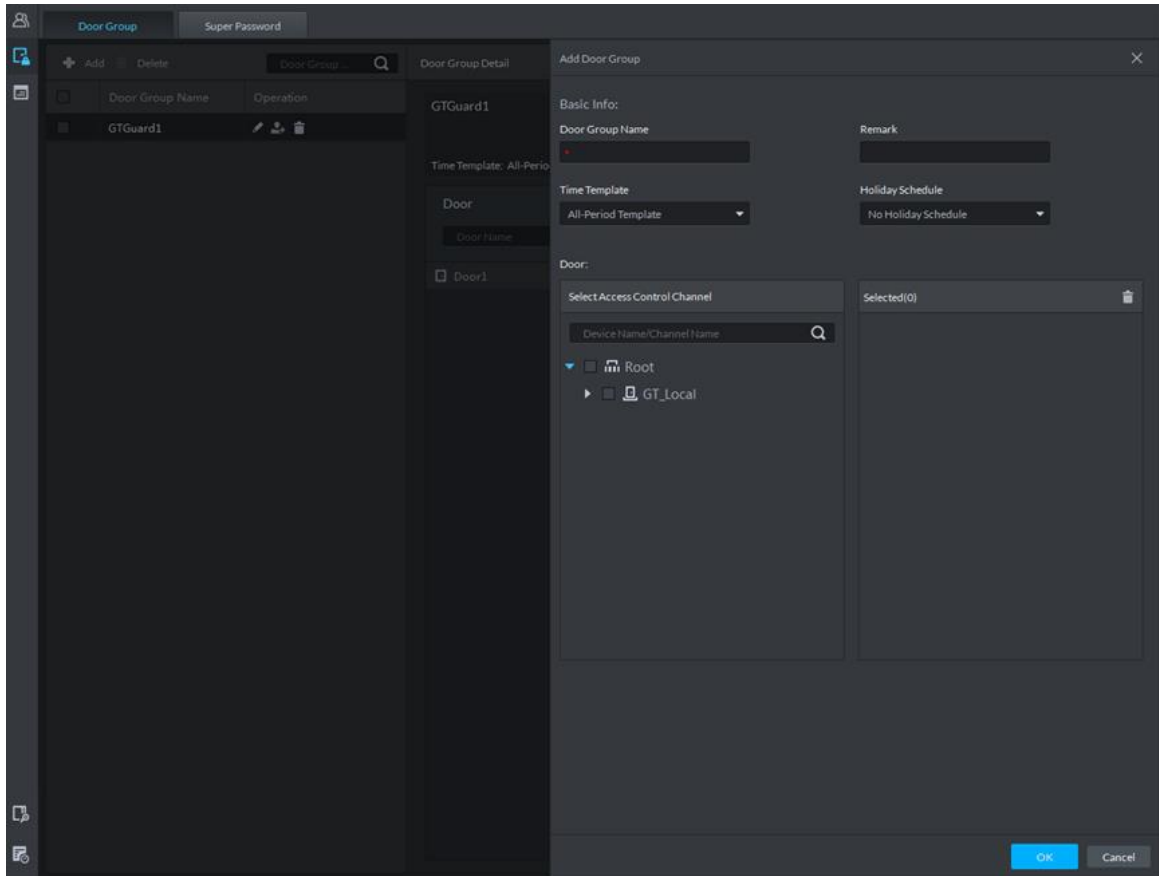 Door Group
Super Password
Add
Delete
Door Group...
Door Group Name
Operation
GTGuard1
Door Group Detail
GTGuard1
Time Template: All-Perio
Door
Door Name
Door1
Add Door Group
Basic Info:
Door Group Name
Remark
*
Time Template
Holiday Schedule
All-Period Template
No Holiday Schedule
Door:
Select Access Control Channel
Selected(0)
Device Name/Channel Name
Root
GT_Local
OK
Cancel